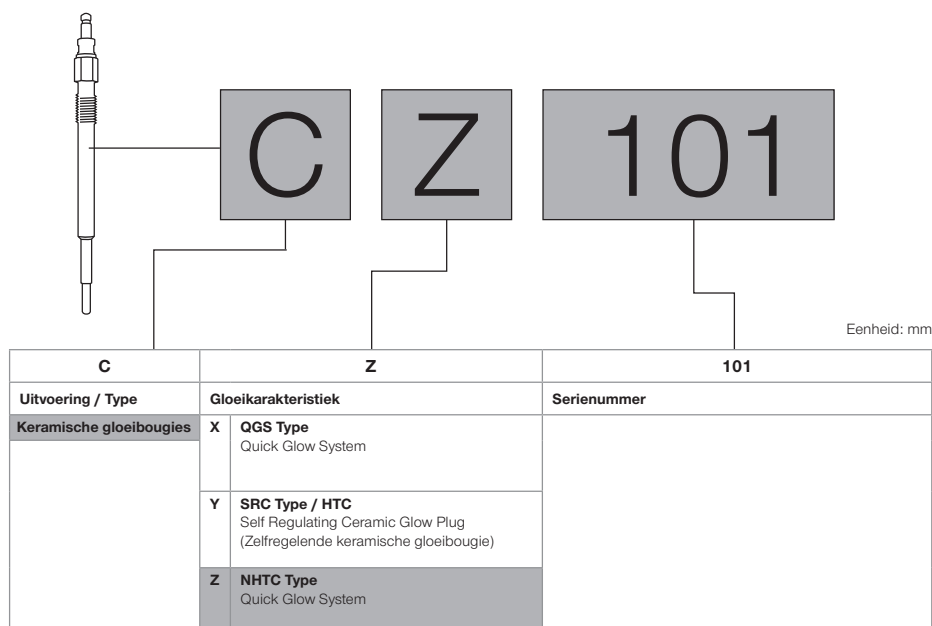 C Z 101
Eenheid: mm
C Z 101
Uitvoering / Type Gloeikarakteristiek Serienummer
Keramische gloeibougies X QGS Type
Quick Glow System
Y SRC Type / HTC
Self Regulating Ceramic Glow Plug
(Zelfregelende keramische gloeibougie)
Z NHTC Type
Quick Glow System